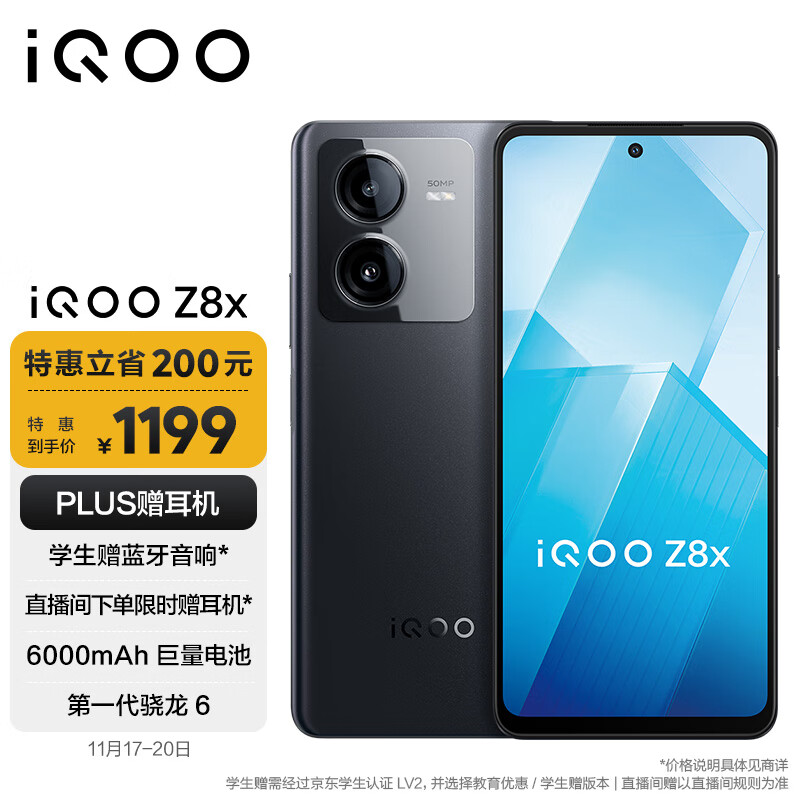 iQOO
50MP
iQOO Z8x
特惠立省200元
特惠
到手价 ¥1199
PLUS赠耳机
学生赠蓝牙音响*
直播间下单限时赠耳机*
6000mAh 巨量电池
第一代骁龙 6
11月17-20日
iQOO
iQOO Z8x
*价格说明具体见商详
学生赠需经过京东学生认证 LV2，并选择教育优惠 / 学生赠版本 | 直播间赠以直播间规则为准